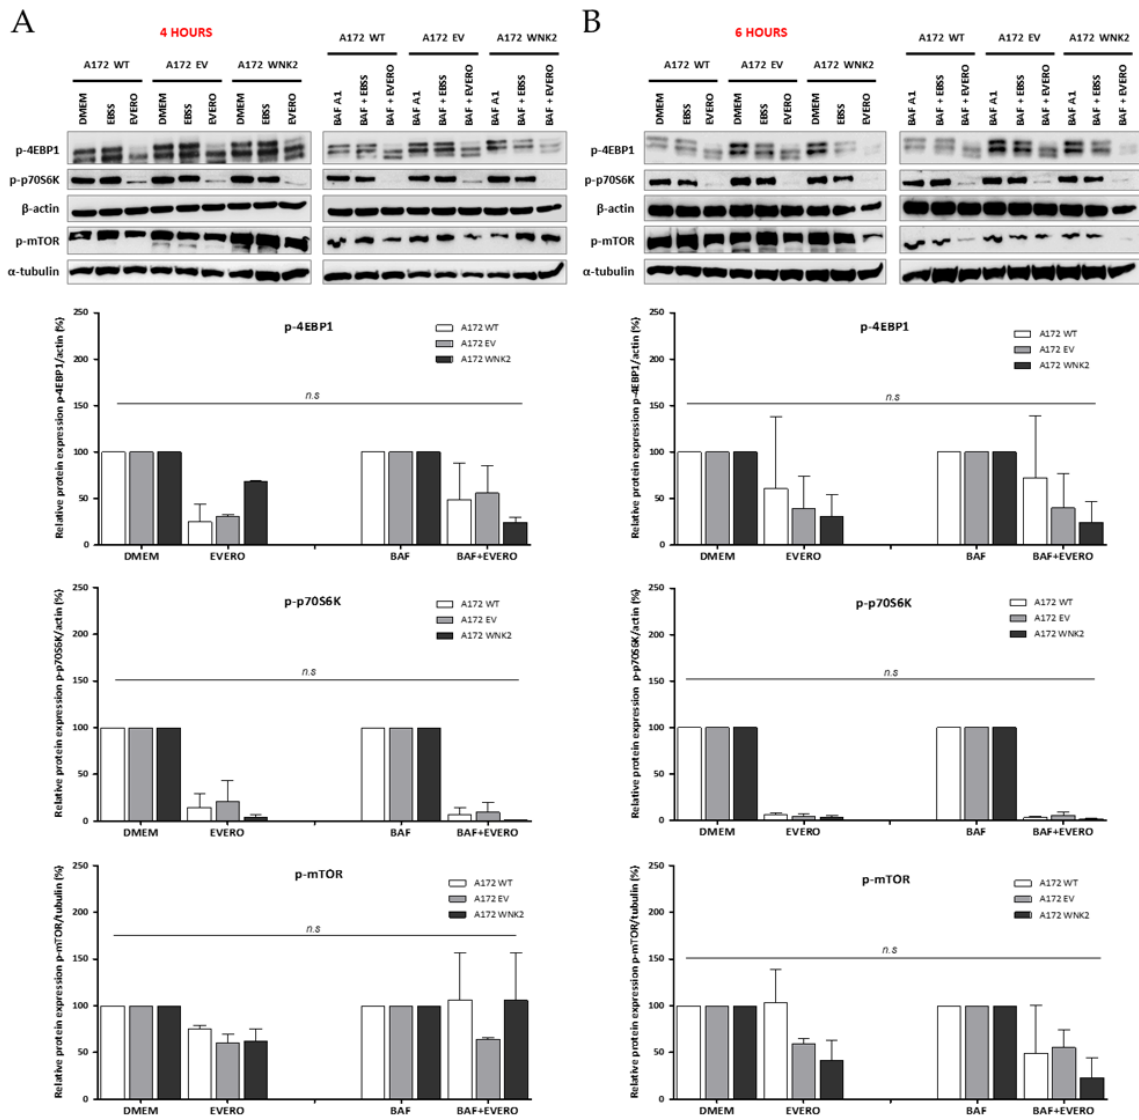 A
4 HOURS
A172 WT A172 EV A172 WNK2
DMEM EBSS EVERO DMEM EBSS EVERO DMEM EBSS EVERO
A172 WT A172 EV A172 WNK2
BAF A1 BAF + EBSS BAF + EVERO BAF A1 BAF + EBSS BAF + EVERO BAF A1 BAF + EBSS BAF + EVERO
p-4EBP1
p-p70S6K
β-actin
p-mTOR
α-tubulin
p-4EBP1
Relative protein expression p-4EBP1/actin (%)
250
200
150
100
50
0
A172 WT
A172 EV
A172 WNK2
n.s
DMEM EVERO BAF BAF+EVERO
p-p70S6K
Relative protein expression p-p70S6K/actin (%)
250
200
150
100
50
0
A172 WT
A172 EV
A172 WNK2
n.s
DMEM EVERO BAF BAF+EVERO
p-mTOR
Relative protein expression p-mTOR/tubulin (%)
250
200
150
100
50
0
A172 WT
A172 EV
A172 WNK2
n.s
DMEM EVERO BAF BAF+EVERO
B
6 HOURS
A172 WT A172 EV A172 WNK2
DMEM EBSS EVERO DMEM EBSS EVERO DMEM EBSS EVERO
A172 WT A172 EV A172 WNK2
BAF A1 BAF + EBSS BAF + EVERO BAF A1 BAF + EBSS BAF + EVERO BAF A1 BAF + EBSS BAF + EVERO
p-4EBP1
p-p70S6K
β-actin
p-mTOR
α-tubulin
p-4EBP1
Relative protein expression p-4EBP1/actin (%)
250
200
150
100
50
0
A172 WT
A172 EV
A172 WNK2
n.s
DMEM EVERO BAF BAF+EVERO
p-p70S6K
Relative protein expression p-p70S6K/actin (%)
250
200
150
100
50
0
A172 WT
A172 EV
A172 WNK2
n.s
DMEM EVERO BAF BAF+EVERO
p-mTOR
Relative protein expression p-mTOR/tubulin (%)
250
200
150
100
50
0
A172 WT
A172 EV
A172 WNK2
n.s
DMEM EVERO BAF BAF+EVERO